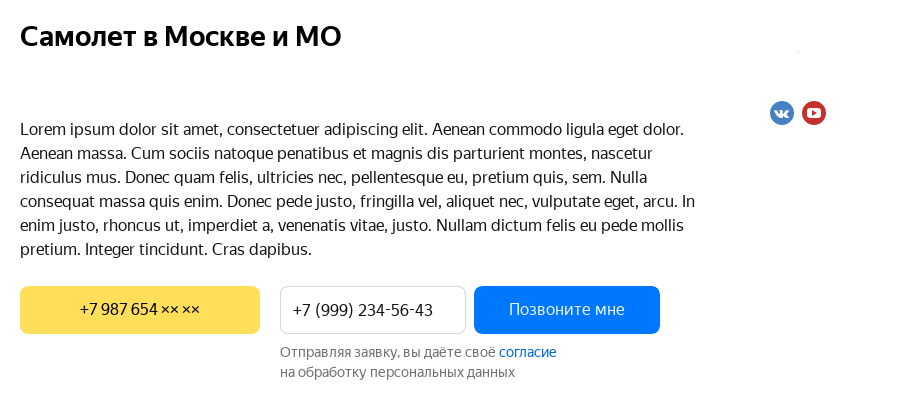 Самолет в Москве и МО
Lorem ipsum dolor sit amet, consectetuer adipiscing elit. Aenean commodo ligula eget dolor.
Aenean massa. Cum sociis natoque penatibus et magnis dis parturient montes, nascetur
ridiculus mus. Donec quam felis, ultricies nec, pellentesque eu, pretium quis, sem. Nulla
consequat massa quis enim. Donec pede justo, fringilla vel, aliquet nec, vulputate eget, arcu. In
enim justo, rhoncus ut, imperdiet a, venenatis vitae, justo. Nullam dictum felis eu pede mollis
pretium. Integer tincidunt. Cras dapibus.
+7 987 654 ×× ××
+7 (999) 234-56-43
Позвоните мне
Отправляя заявку, вы даёте своё согласие
на обработку персональных данных